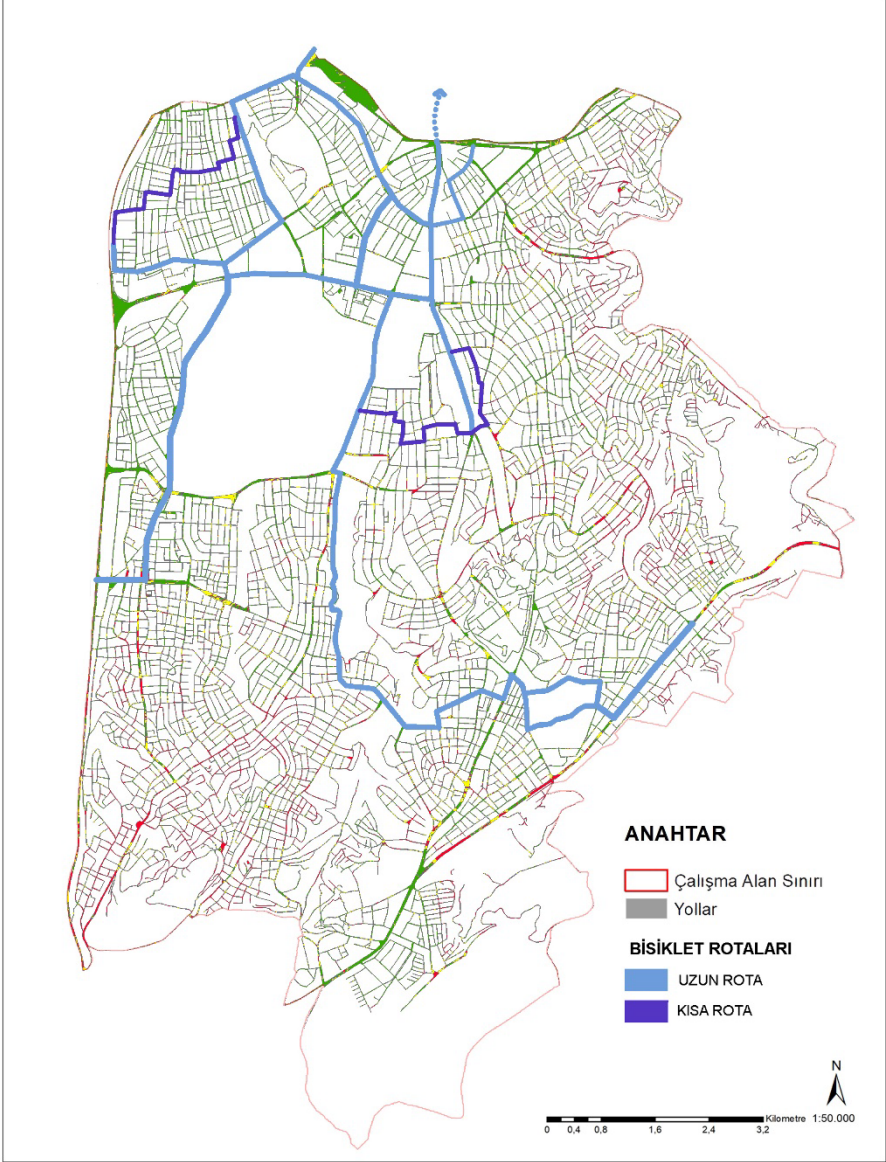 ANAHTAR
Çalışma Alan Sınırı
Yollar
BİSİKLET ROTALARI
UZUN ROTA
KISA ROTA
N
Kilometre 1:50.000
0 0,4 0,8 1,6 2,4 3,2